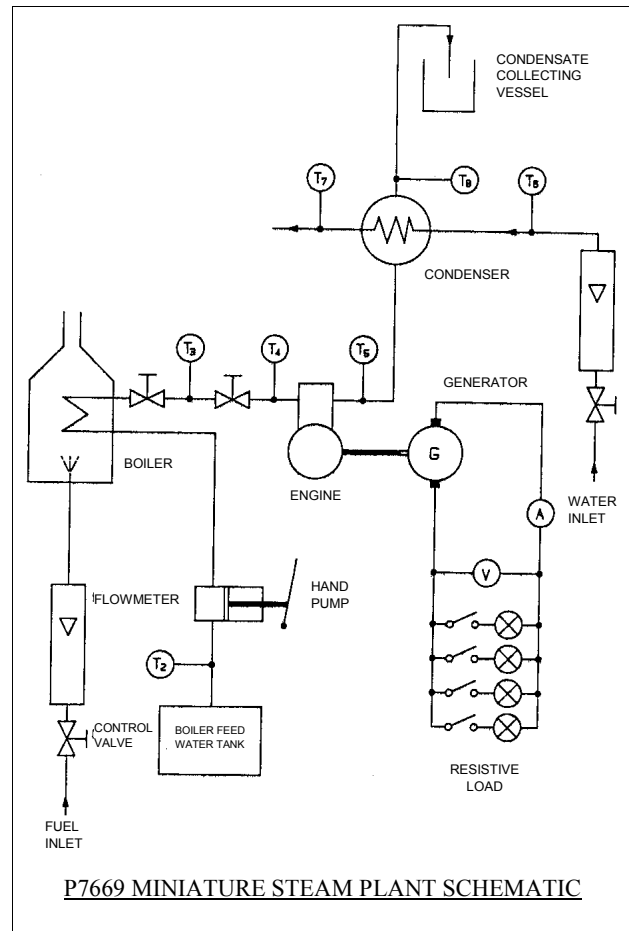 CONDENSATE
COLLECTING
VESSEL
T7
T9
T6
CONDENSER
T3
T4
T5
GENERATOR
BOILER
ENGINE
G
WATER
INLET
A
FLOWMETER
HAND
PUMP
V
T2
CONTROL
VALVE
BOILER FEED
WATER TANK
RESISTIVE
LOAD
FUEL
INLET
P7669 MINIATURE STEAM PLANT SCHEMATIC